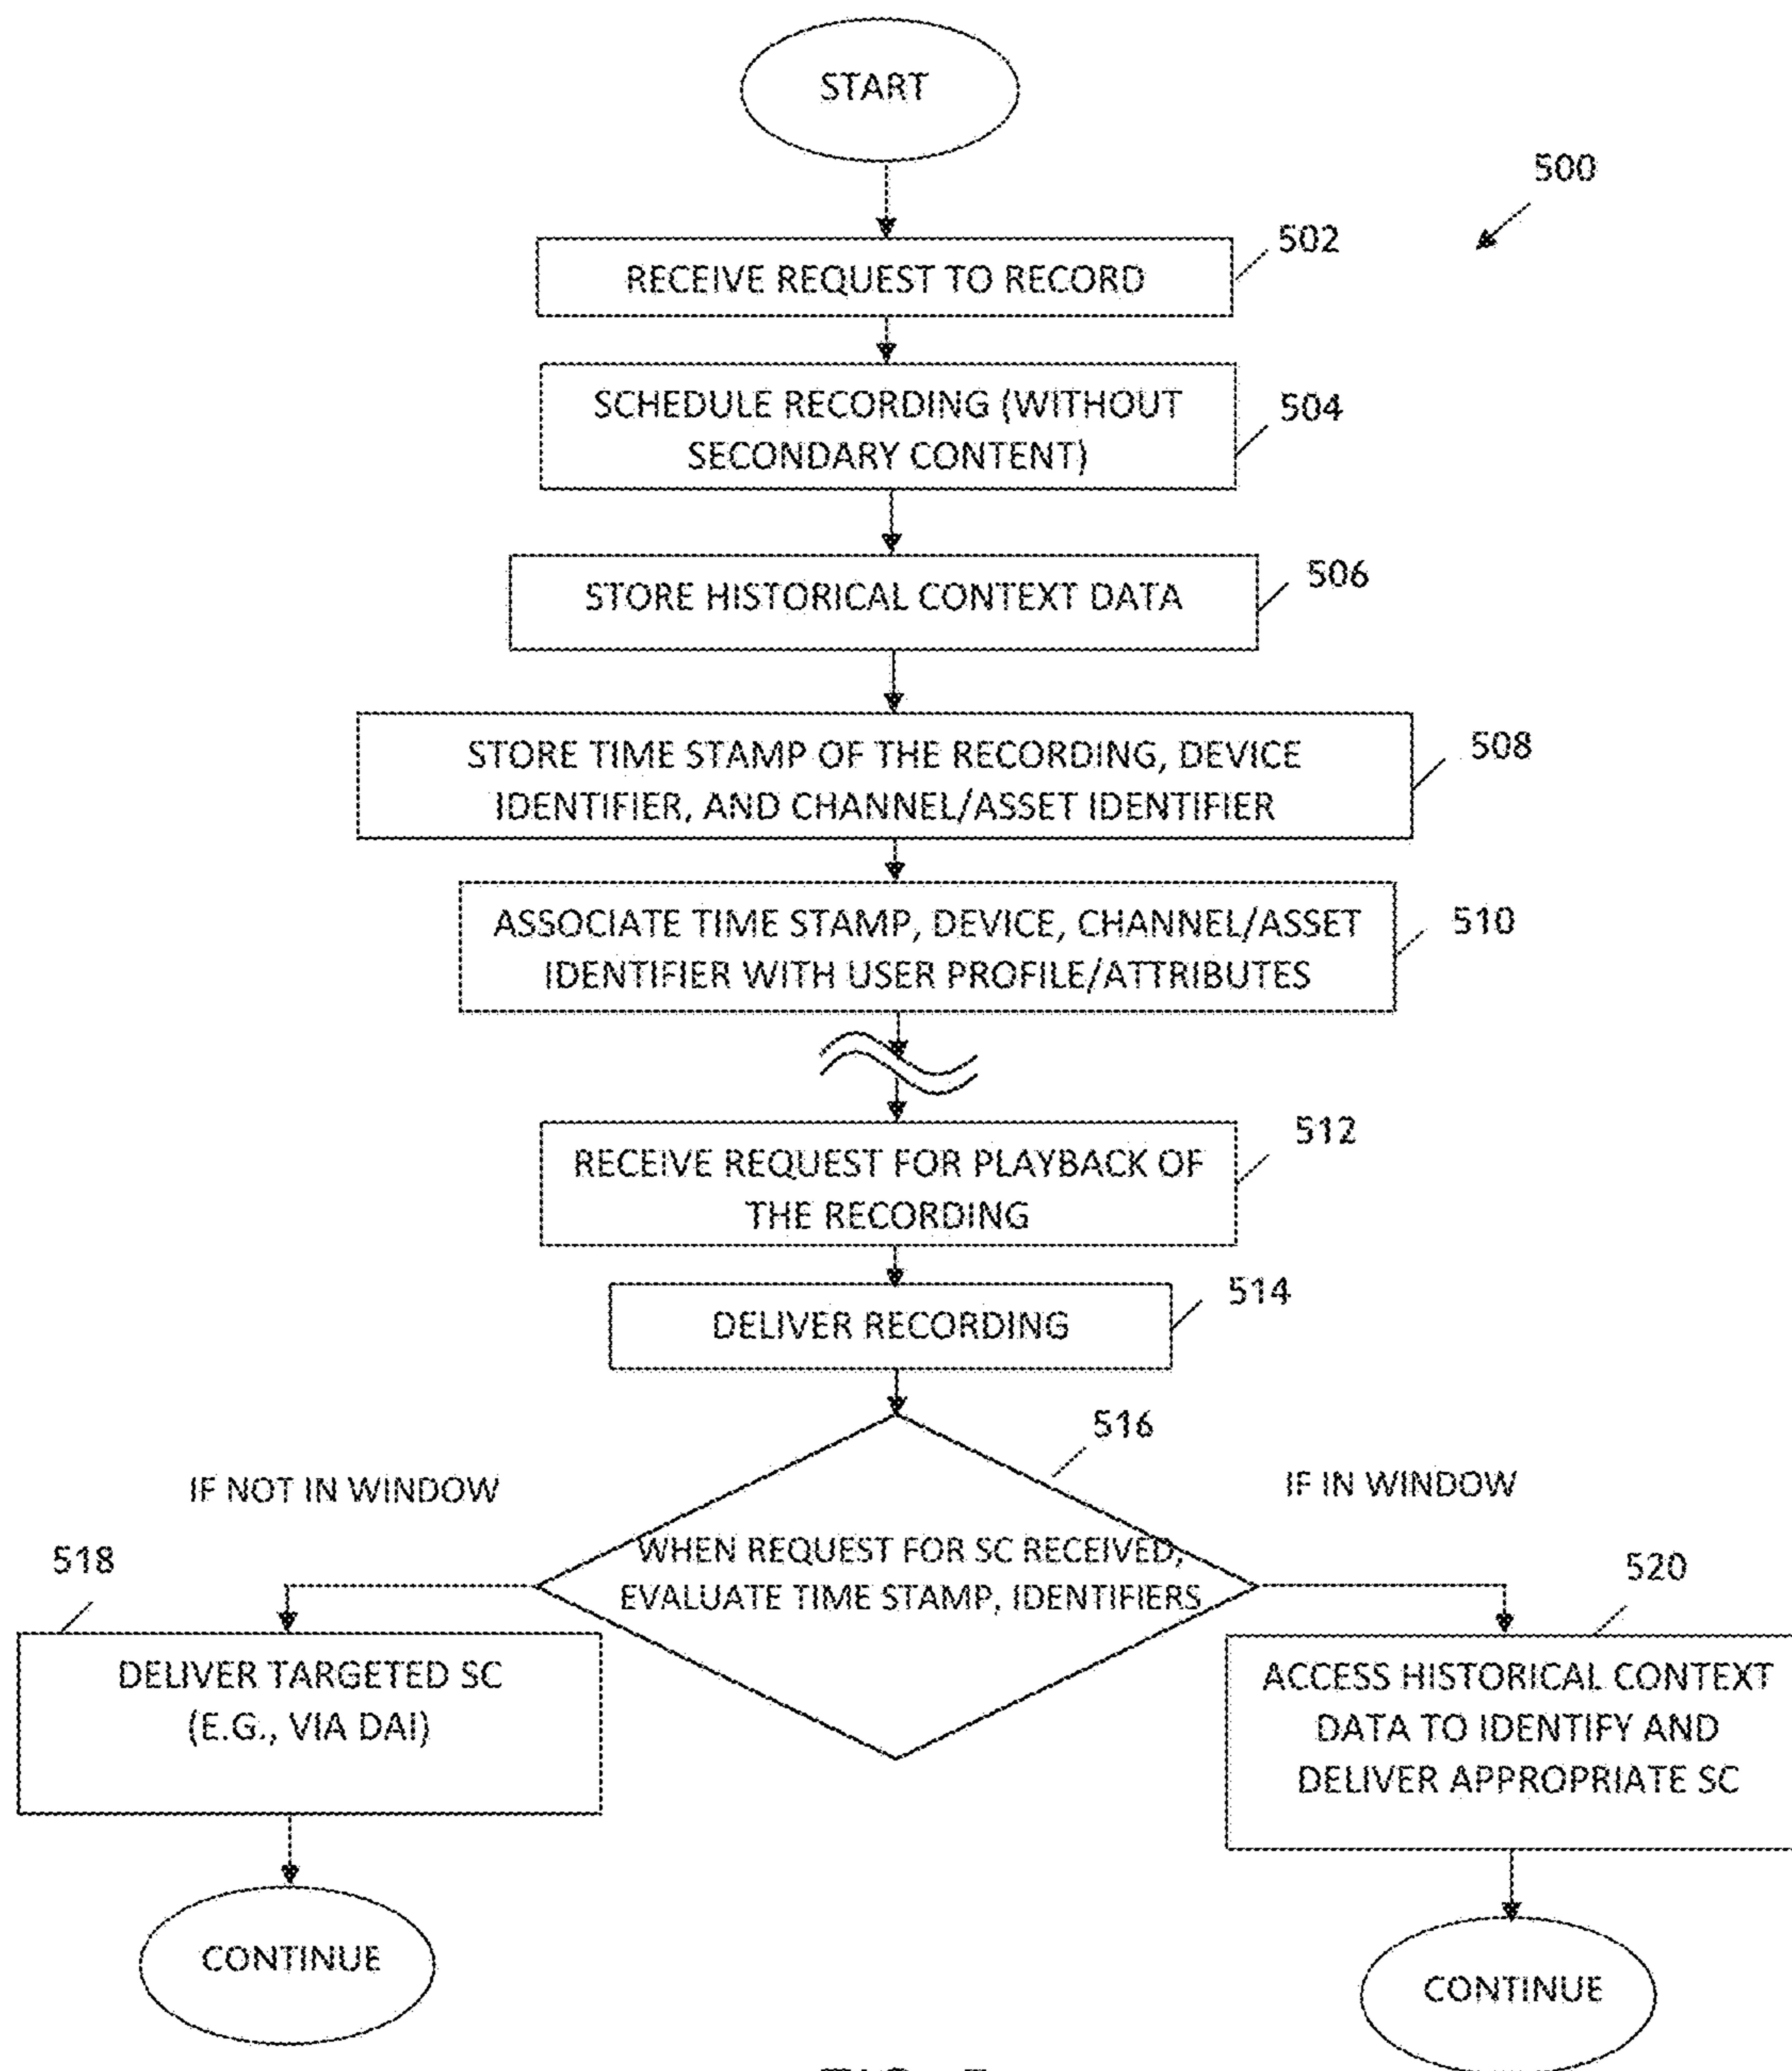 START
500
502
RECEIVE REQUEST TO RECORD
504
SCHEDULE RECORDING (WITHOUT
SECONDARY CONTENT)
506
STORE HISTORICAL CONTEXT DATA
508
STORE TIME STAMP OF THE RECORDING, DEVICE
IDENTIFIER, AND CHANNEL/ASSET IDENTIFIER
510
ASSOCIATE TIME STAMP, DEVICE, CHANNEL/ASSET
IDENTIFIER WITH USER PROFILE/ATTRIBUTES
512
RECEIVE REQUEST FOR PLAYBACK OF
THE RECORDING
514
DELIVER RECORDING
516
IF NOT IN WINDOW
IF IN WINDOW
WHEN REQUEST FOR SC RECEIVED,
EVALUATE TIME STAMP, IDENTIFIERS
518
DELIVER TARGETED SC
(E.G., VIA DAI)
520
ACCESS HISTORICAL CONTEXT
DATA TO IDENTIFY AND
DELIVER APPROPRIATE SC
CONTINUE
CONTINUE